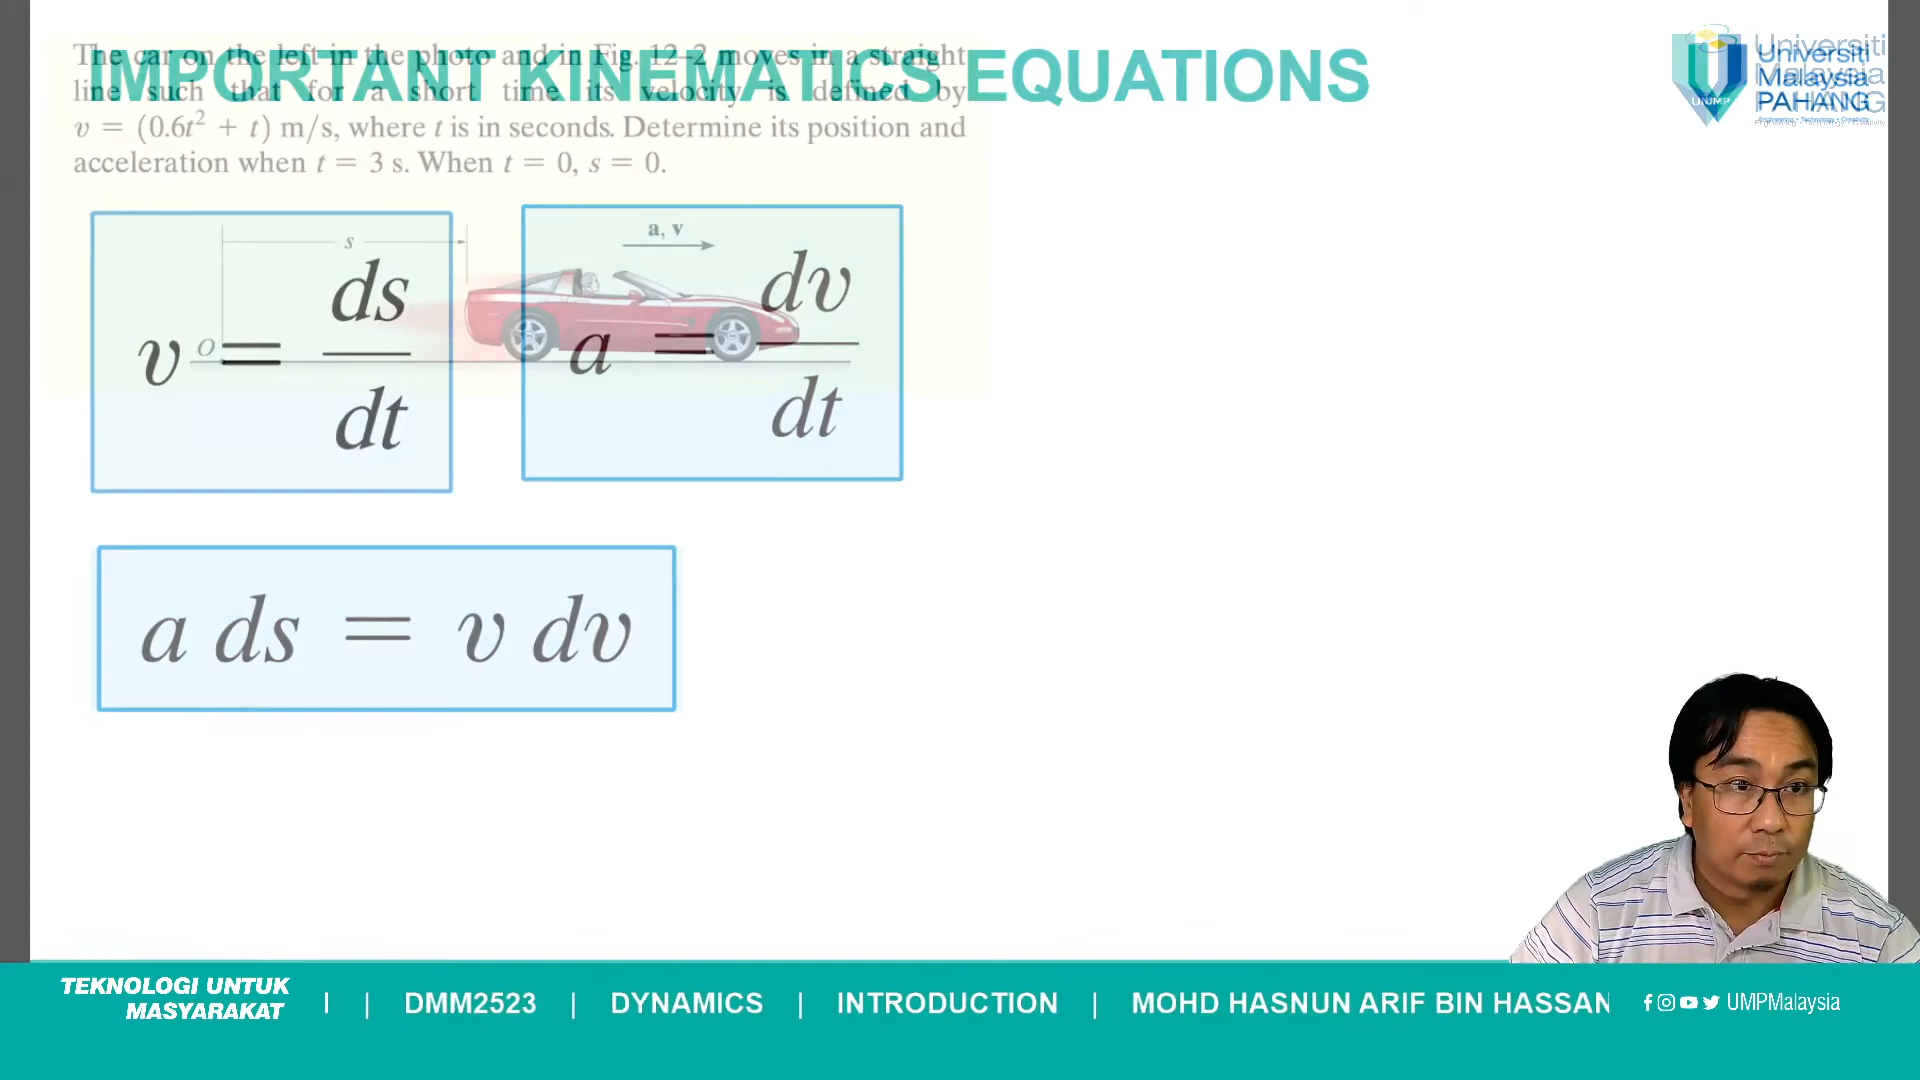 IMPORTANT KINEMATICS EQUATIONS
The car on the left in the photo and in Fig. 12–2 moves in a straight
line such that for a short time its velocity is defined by
v = (0.6t² + t) m/s, where t is in seconds. Determine its position and
acceleration when t = 3 s. When t = 0, s = 0.
Universiti
Malaysia
PAHANG
Engineering • Technology • Creativity
UMP
s
a, v
O
v = ds/dt
a = dv/dt
a ds = v dv
TEKNOLOGI UNTUK
MASYARAKAT
| DMM2523 | DYNAMICS | INTRODUCTION | MOHD HASNUN ARIF BIN HASSAN
UMPMalaysia